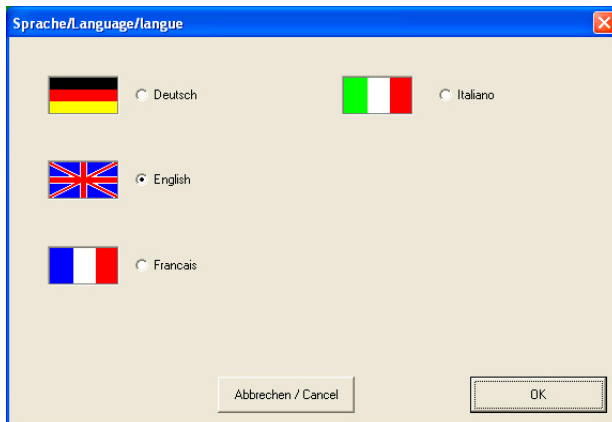 Sprache/Language/langue
Deutsch
Italiano
English
Francais
Abbrechen / Cancel
OK